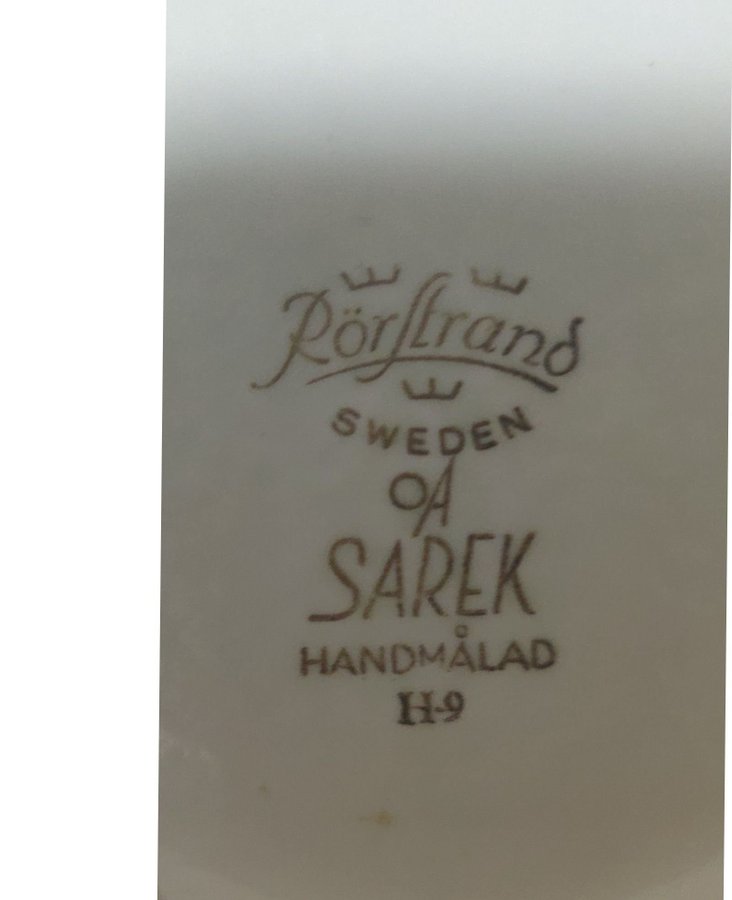 Rörstrand
SWEDEN
OA
SAREK
HANDMÅLAD
H-9